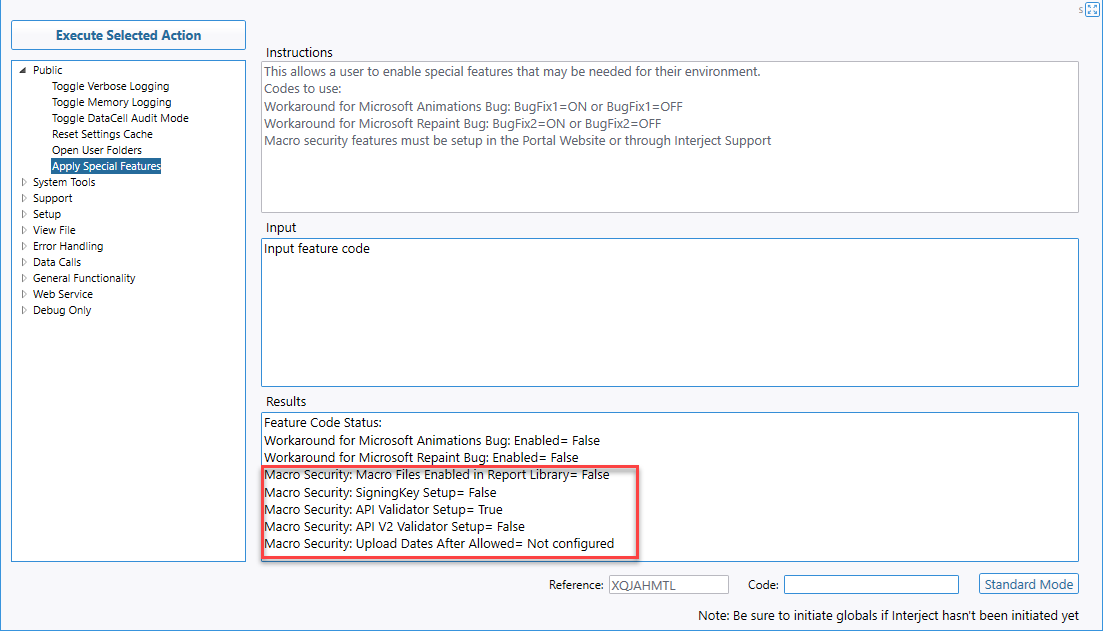 s
Execute Selected Action
Public
Toggle Verbose Logging
Toggle Memory Logging
Toggle DataCell Audit Mode
Reset Settings Cache
Open User Folders
Apply Special Features
System Tools
Support
Setup
View File
Error Handling
Data Calls
General Functionality
Web Service
Debug Only
Instructions
This allows a user to enable special features that may be needed for their environment.
Codes to use:
Workaround for Microsoft Animations Bug: BugFix1=ON or BugFix1=OFF
Workaround for Microsoft Repaint Bug: BugFix2=ON or BugFix2=OFF
Macro security features must be setup in the Portal Website or through Interject Support
Input
Input feature code
Results
Feature Code Status:
Workaround for Microsoft Animations Bug: Enabled= False
Workaround for Microsoft Repaint Bug: Enabled= False
Macro Security: Macro Files Enabled in Report Library= False
Macro Security: SigningKey Setup= False
Macro Security: API Validator Setup= True
Macro Security: API V2 Validator Setup= False
Macro Security: Upload Dates After Allowed= Not configured
Reference: XQJAHMTL Code: Standard Mode
Note: Be sure to initiate globals if Interject hasn't been initiated yet